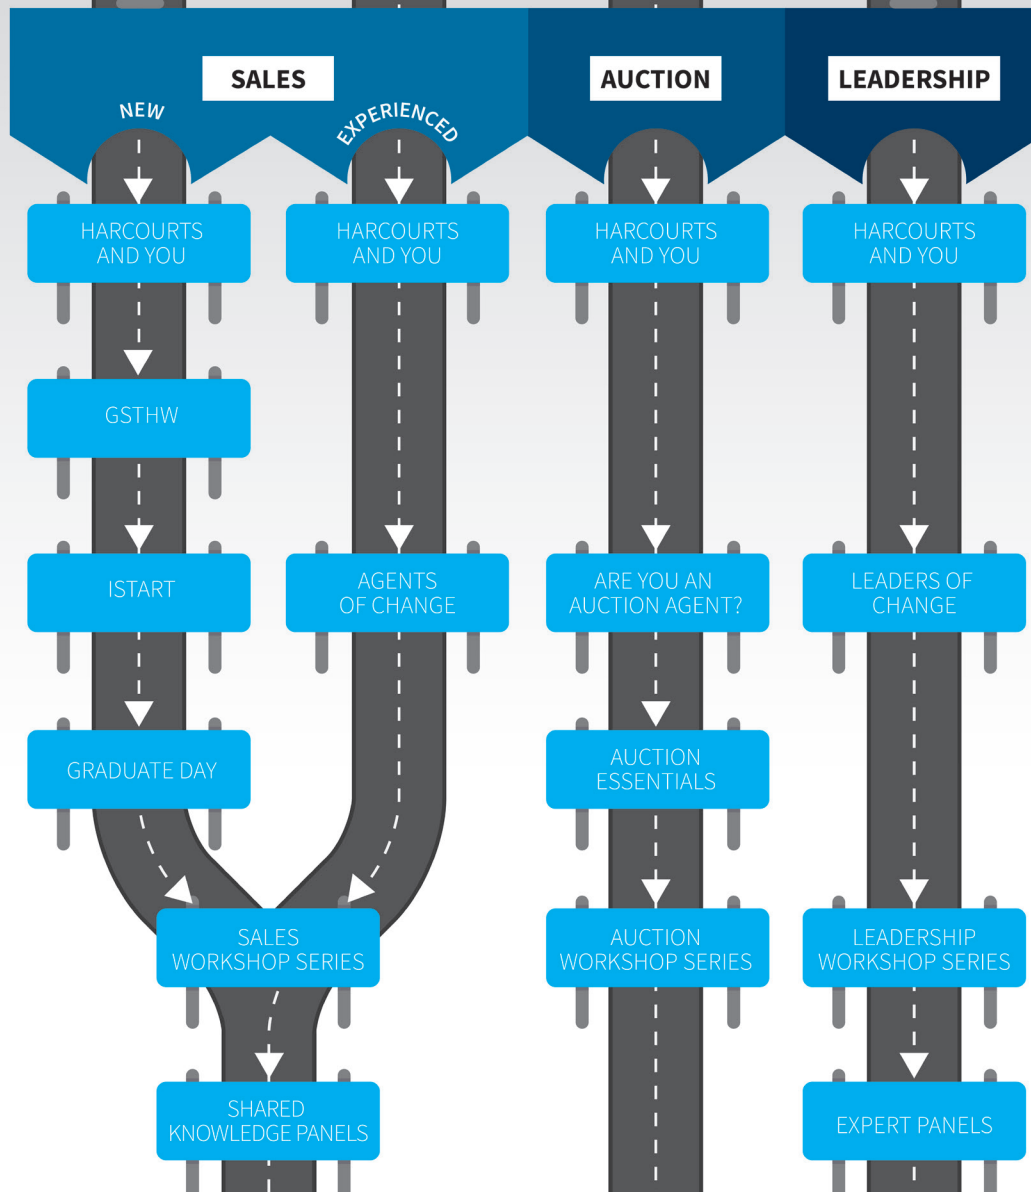 SALES
AUCTION
LEADERSHIP
NEW
EXPERIENCED
HARCOURTS
AND YOU
HARCOURTS
AND YOU
HARCOURTS
AND YOU
HARCOURTS
AND YOU
GSTHW
ISTART
AGENTS
OF CHANGE
ARE YOU AN
AUCTION AGENT?
LEADERS OF
CHANGE
GRADUATE DAY
AUCTION
ESSENTIALS
SALES
WORKSHOP SERIES
AUCTION
WORKSHOP SERIES
LEADERSHIP
WORKSHOP SERIES
SHARED
KNOWLEDGE PANELS
EXPERT PANELS